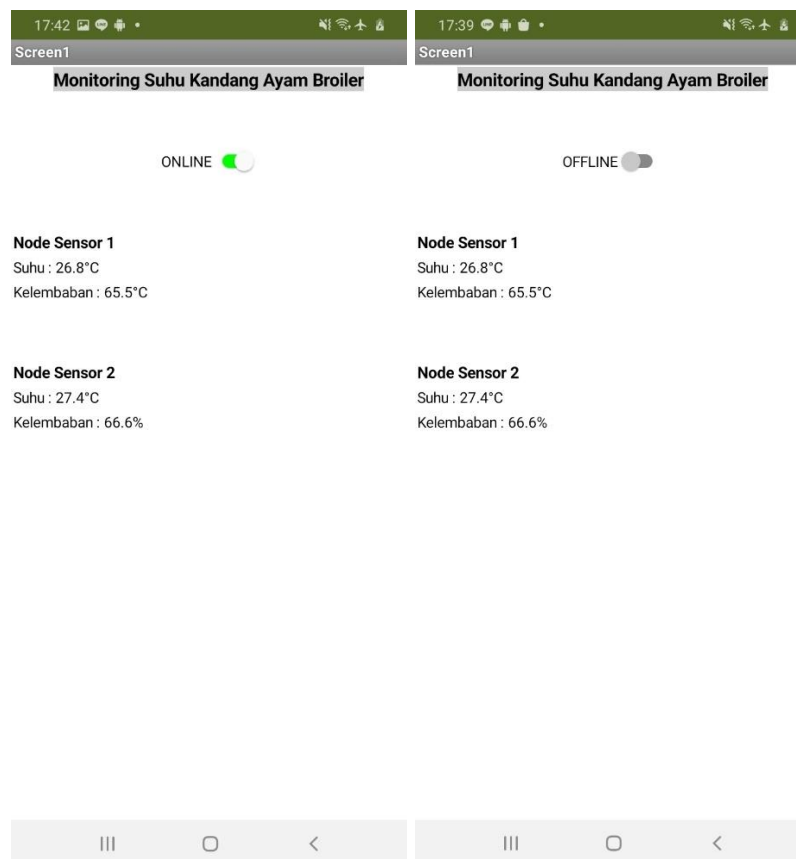 17:42
Screen1
Monitoring Suhu Kandang Ayam Broiler
ONLINE
Node Sensor 1
Suhu : 26.8°C
Kelembaban : 65.5°C
Node Sensor 2
Suhu : 27.4°C
Kelembaban : 66.6%
17:39
Screen1
Monitoring Suhu Kandang Ayam Broiler
OFFLINE
Node Sensor 1
Suhu : 26.8°C
Kelembaban : 65.5°C
Node Sensor 2
Suhu : 27.4°C
Kelembaban : 66.6%